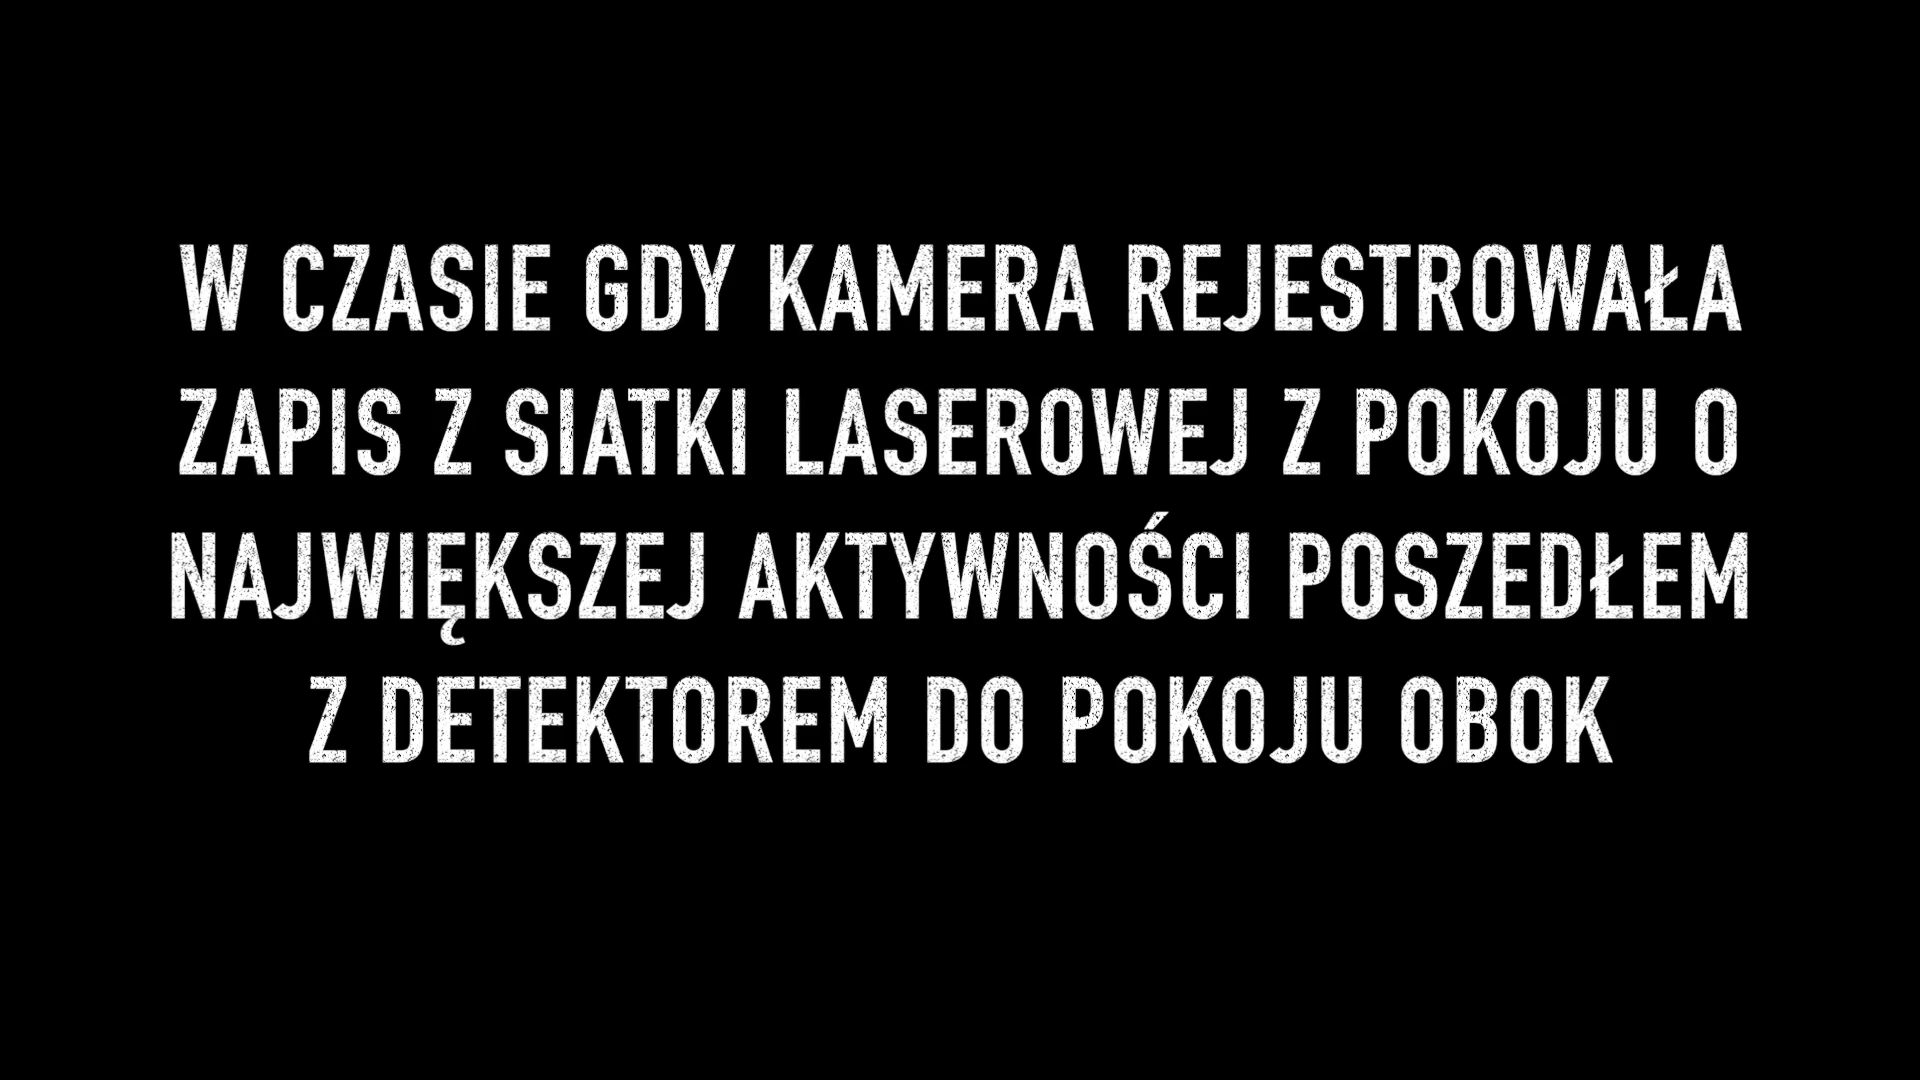 W CZASIE GDY KAMERA REJESTROWAŁA
ZAPIS Z SIATKI LASEROWEJ Z POKOJU O
NAJWIĘKSZEJ AKTYWNOŚCI POSZEDŁEM
Z DETEKTOREM DO POKOJU OBOK